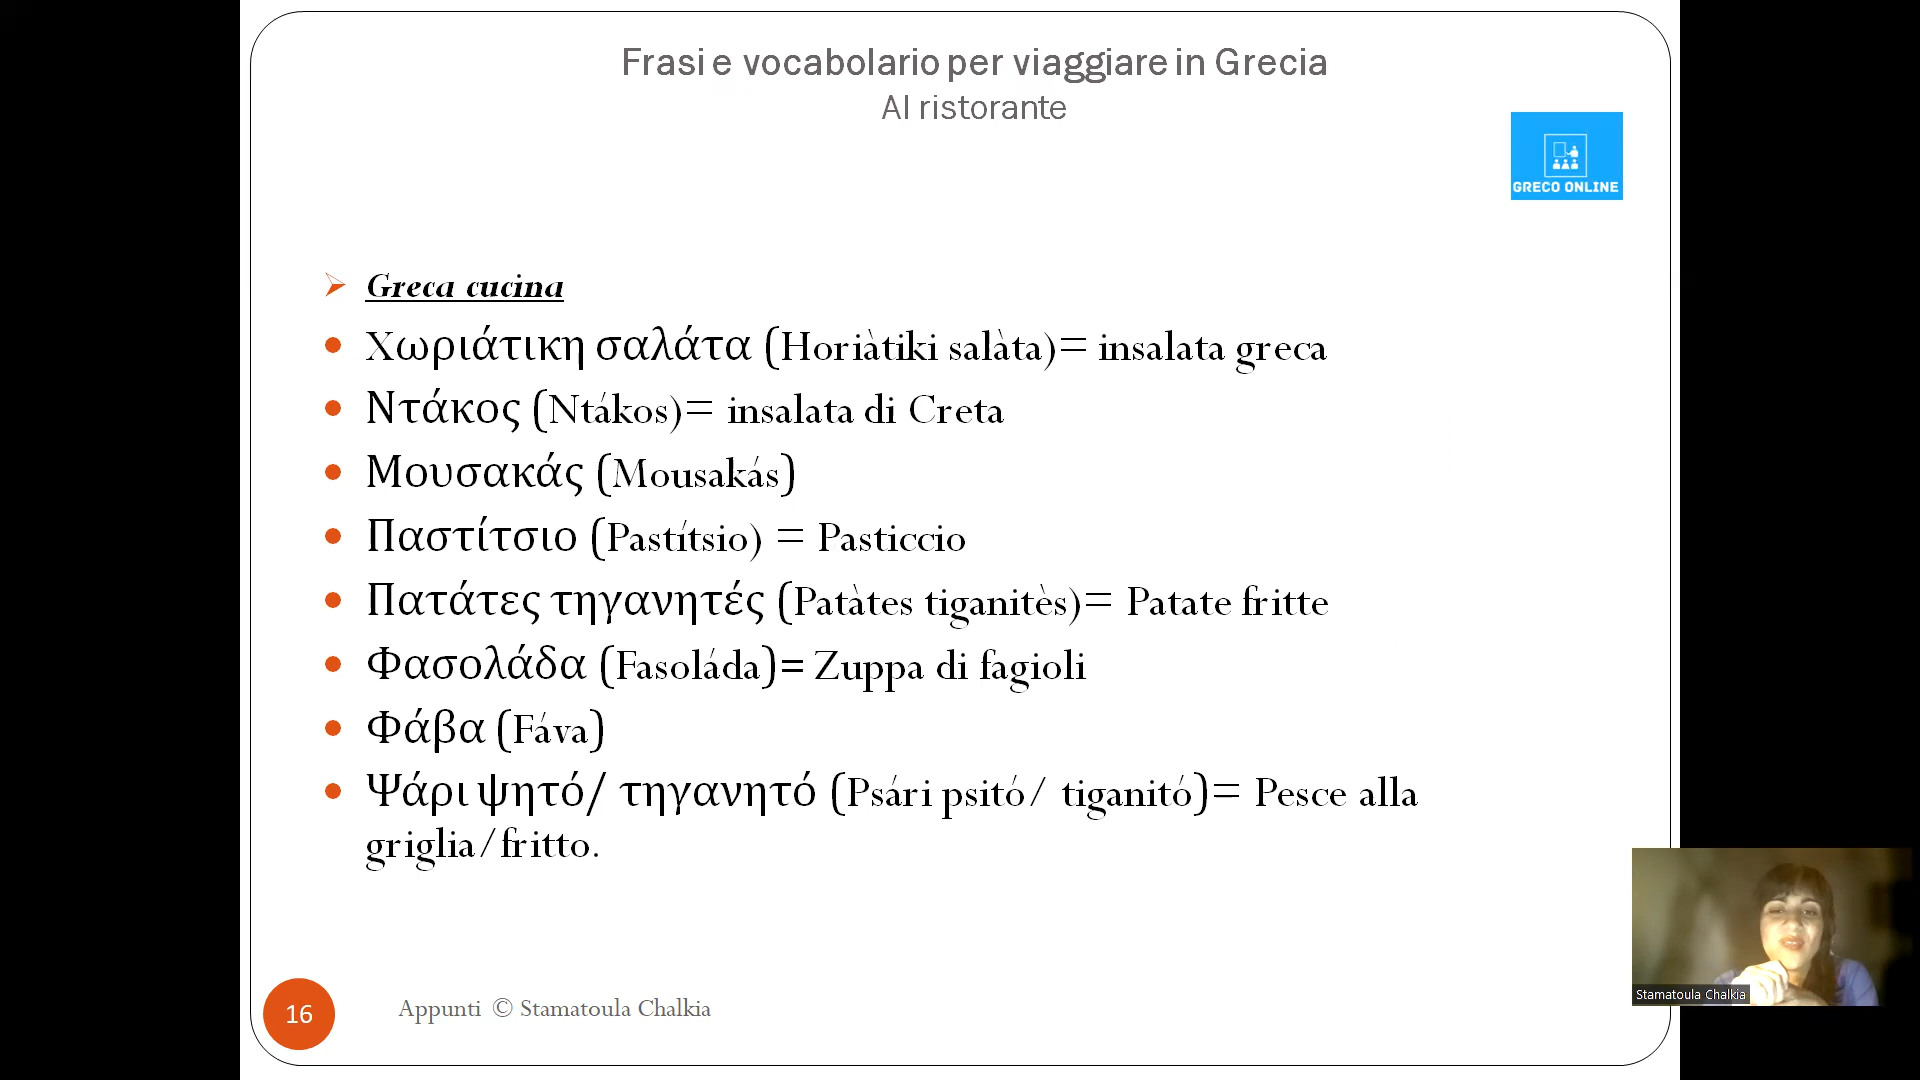 Frasi e vocabolario per viaggiare in Grecia
Al ristorante
GRECO ONLINE
Greca cucina
Χωριάτικη σαλάτα (Horiàtiki salàta)= insalata greca
Ντάκος (Ntákos)= insalata di Creta
Μουσακάς (Mousakás)
Παστίτσιο (Pastítsio) = Pasticcio
Πατάτες τηγανητές (Patàtes tiganitès)= Patate fritte
Φασολάδα (Fasoláda)= Zuppa di fagioli
Φάβα (Fáva)
Ψάρι ψητό/ τηγανητό (Psári psitó/ tiganitó)= Pesce alla
griglia/fritto.
16
Appunti © Stamatoula Chalkia
Stamatoula Chalkia